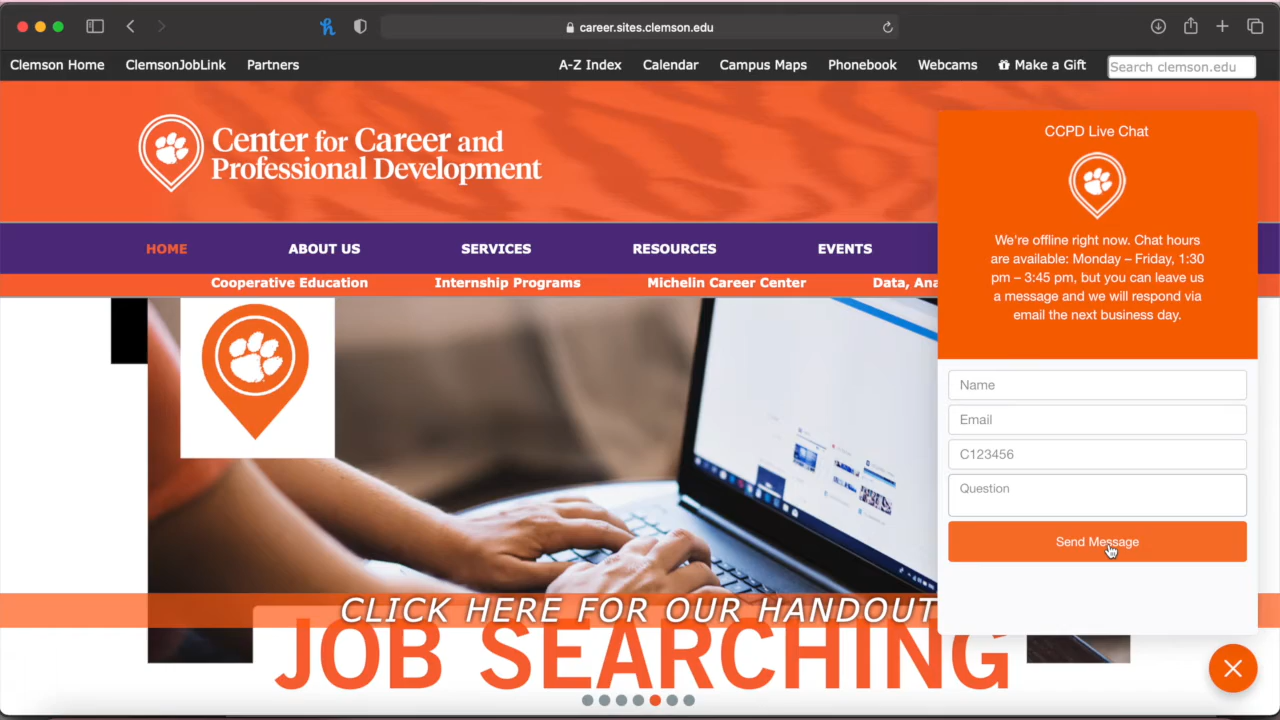 career.sites.clemson.edu
Clemson Home ClemsonJobLink Partners A-Z Index Calendar Campus Maps Phonebook Webcams Make a Gift Search clemson.edu
Center for Career and
Professional Development
HOME ABOUT US SERVICES RESOURCES EVENTS
Cooperative Education Internship Programs Michelin Career Center Data, Ana
CLICK HERE FOR OUR HANDOUT
JOB SEARCHING
CCPD Live Chat
We're offline right now. Chat hours
are available: Monday – Friday, 1:30
pm – 3:45 pm, but you can leave us
a message and we will respond via
email the next business day.
Name
Email
C123456
Question
Send Message